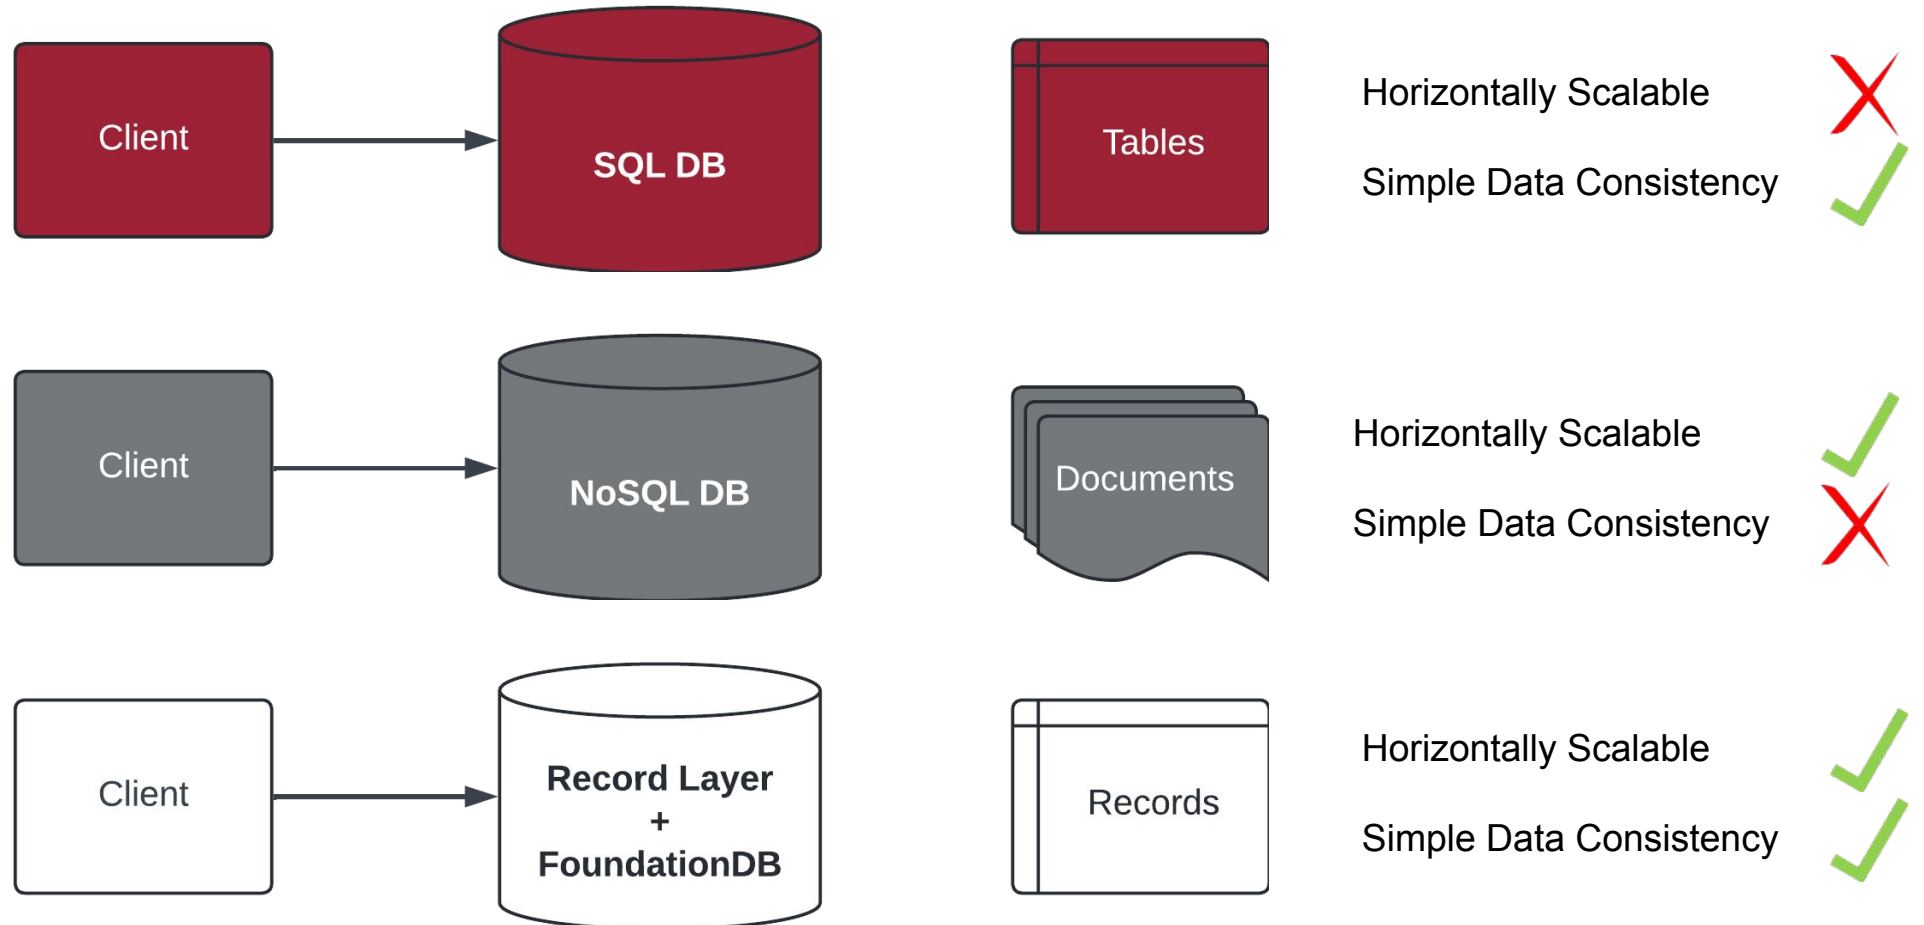 Client
SQL DB
Tables
Horizontally Scalable
Simple Data Consistency
Client
NoSQL DB
Documents
Horizontally Scalable
Simple Data Consistency
Client
Record Layer
+
FoundationDB
Records
Horizontally Scalable
Simple Data Consistency